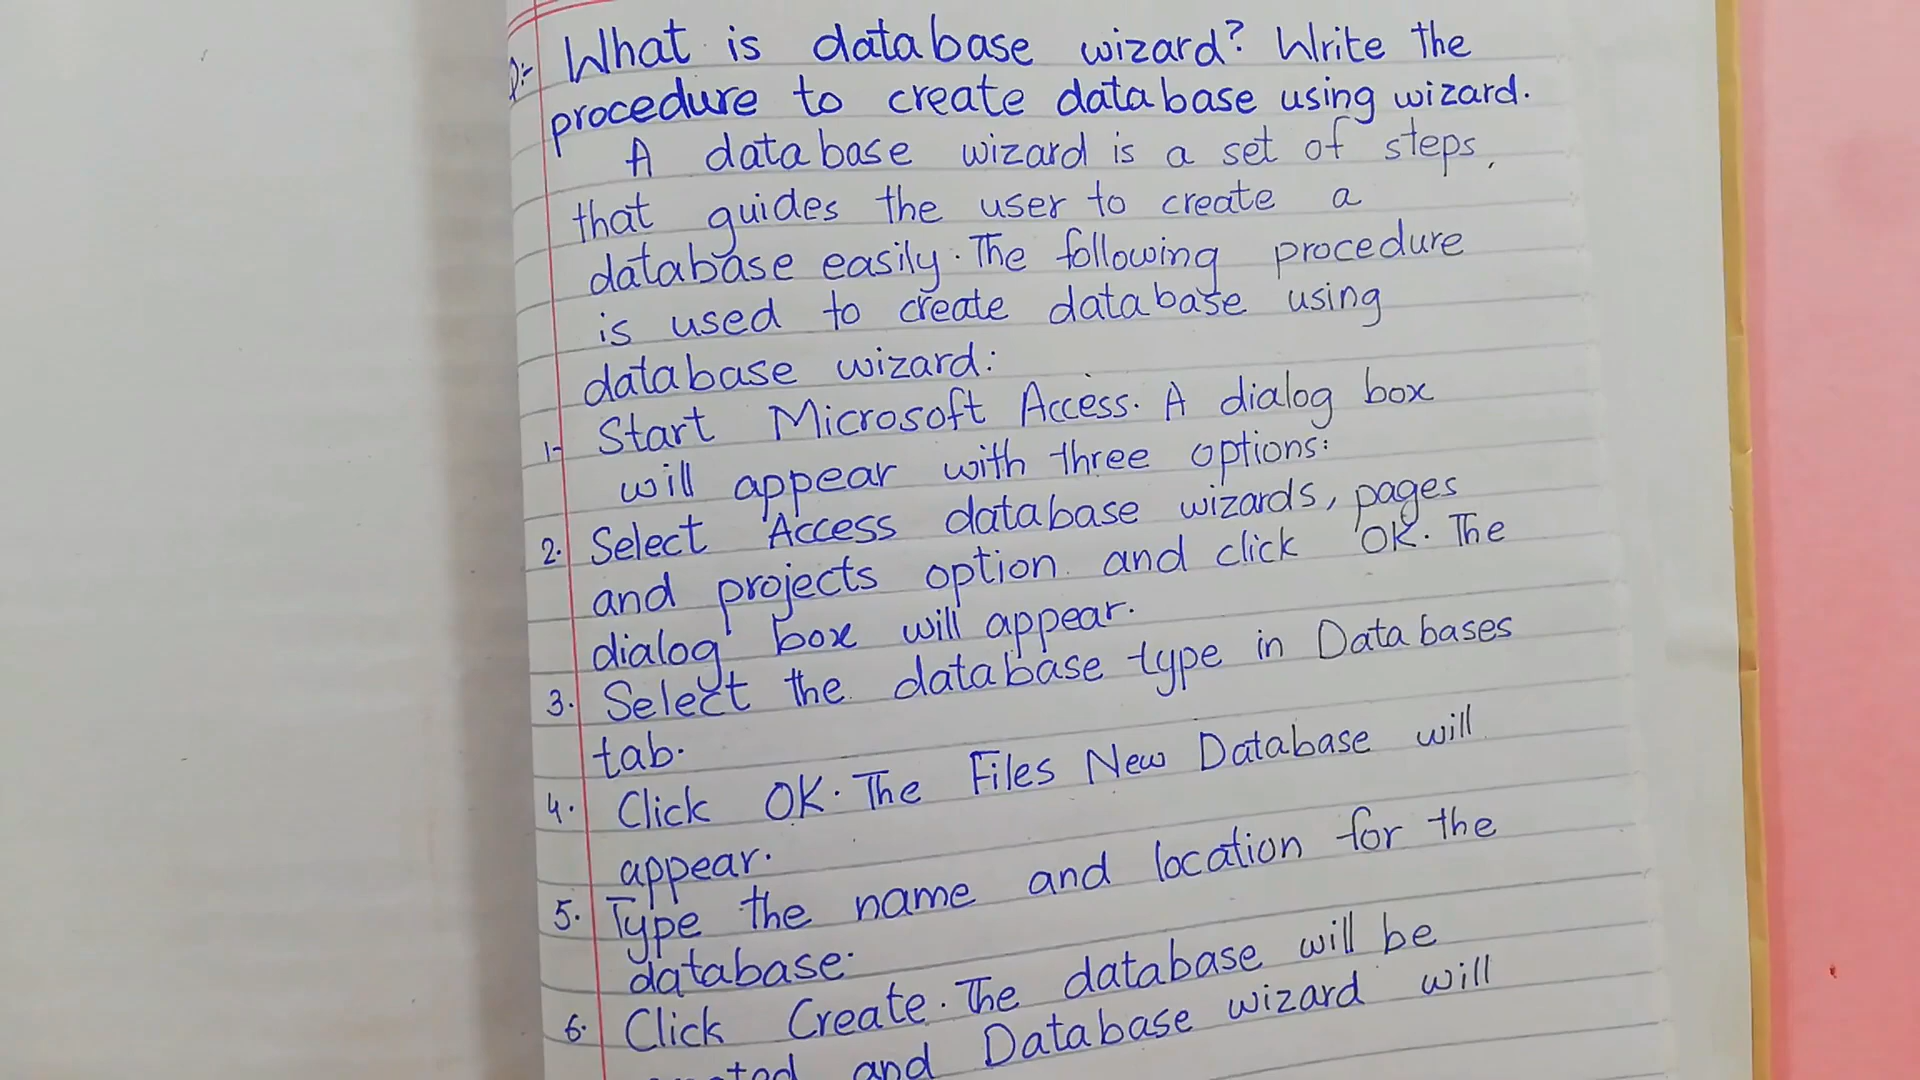 Q:- What is database wizard? Write the
procedure to create database using wizard.
A database wizard is a set of steps,
that guides the user to create a
database easily. The following procedure
is used to create database using
database wizard:
1- Start Microsoft Access. A dialog box
will appear with three options:
2. Select Access database wizards, pages
and projects option and click OK. The
dialog box will appear.
3. Select the database type in Databases
tab.
4. Click OK. The Files New Database will
appear.
5. Type the name and location for the
database.
6. Click Create. The database will be
and Database wizard will